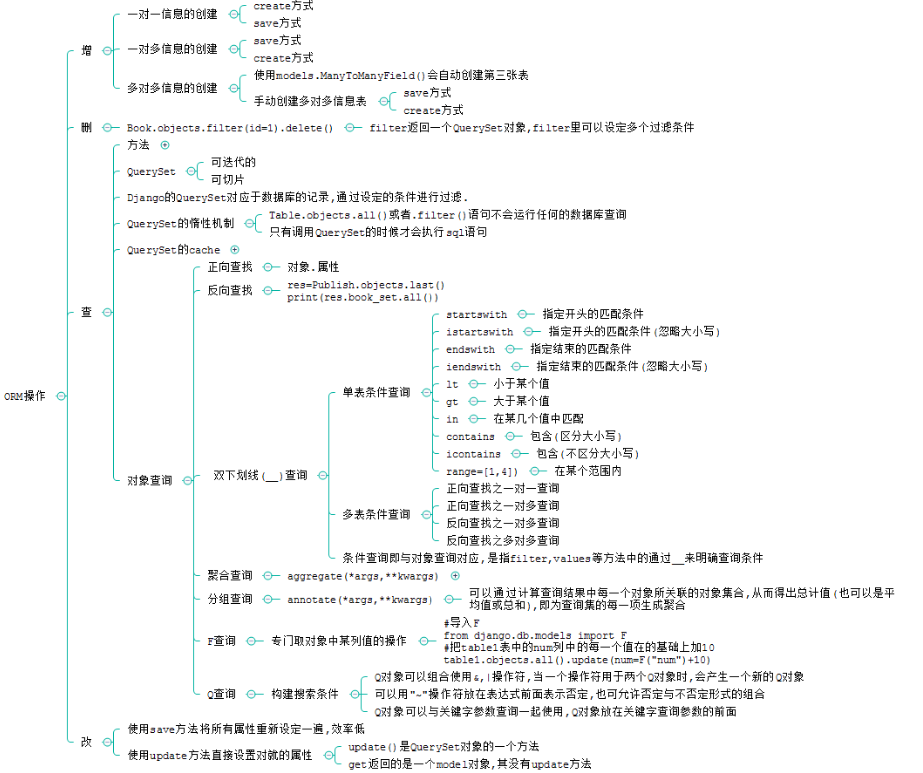 ORM操作
增
一对一信息的创建
create方式
save方式
一对多信息的创建
save方式
create方式
多对多信息的创建
使用models.ManyToManyField()会自动创建第三张表
手动创建多对多信息表
save方式
create方式
删
Book.objects.filter(id=1).delete()
filter返回一个QuerySet对象,filter里可以设定多个过滤条件
查
方法
QuerySet
可迭代的
可切片
Django的QuerySet对应于数据库的记录,通过设定的条件进行过滤.
QuerySet的惰性机制
Table.objects.all()或者.filter()语句不会运行任何的数据库查询
只有调用QuerySet的时候才会执行sql语句
QuerySet的cache
对象查询
正向查找
对象.属性
反向查找
res=Publish.objects.last()
print(res.book_set.all())
双下划线(__)查询
单表条件查询
startswith
指定开头的匹配条件
istartswith
指定开头的匹配条件(忽略大小写)
endswith
指定结束的匹配条件
iendswith
指定结束的匹配条件(忽略大小写)
lt
小于某个值
gt
大于某个值
in
在某几个值中匹配
contains
包含(区分大小写)
icontains
包含(不区分大小写)
range=[1,4])
在某个范围内
多表条件查询
正向查找之一对一查询
正向查找之一对多查询
反向查找之一对多查询
反向查找之多对多查询
条件查询即与对象查询对应,是指filter,values等方法中的通过__来明确查询条件
聚合查询
aggregate(*args,**kwargs)
分组查询
annotate(*args,**kwargs)
可以通过计算查询结果中每一个对象所关联的对象集合,从而得出总计值(也可以是平
均值或总和),即为查询集的每一项生成聚合
F查询
专门取对象中某列值的操作
#导入F
from django.db.models import F
#把table1表中的num列中的每一个值在的基础上加10
table1.objects.all().update(num=F("num")+10)
Q查询
构建搜索条件
Q对象可以组合使用&,|操作符,当一个操作符用于两个Q对象时,会产生一个新的Q对象
可以用"~"操作符放在表达式前面表示否定,也可允许否定与不否定形式的组合
Q对象可以与关键字参数查询一起使用,Q对象放在关键字查询参数的前面
改
使用save方法将所有属性重新设定一遍,效率低
使用update方法直接设置对就的属性
update()是QuerySet对象的一个方法
get返回的是一个model对象,其没有update方法